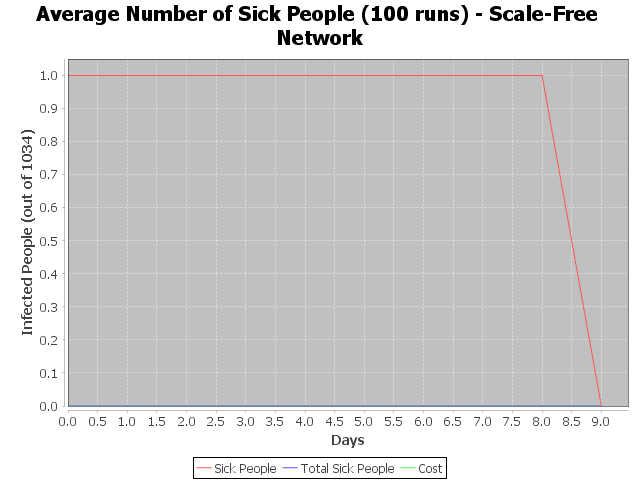 Average Number of Sick People (100 runs) - Scale-Free
Network
Infected People (out of 1034)
1.0
0.9
0.8
0.7
0.6
0.5
0.4
0.3
0.2
0.1
0.0
0.0 0.5 1.0 1.5 2.0 2.5 3.0 3.5 4.0 4.5 5.0 5.5 6.0 6.5 7.0 7.5 8.0 8.5 9.0
Days
Sick People Total Sick People Cost